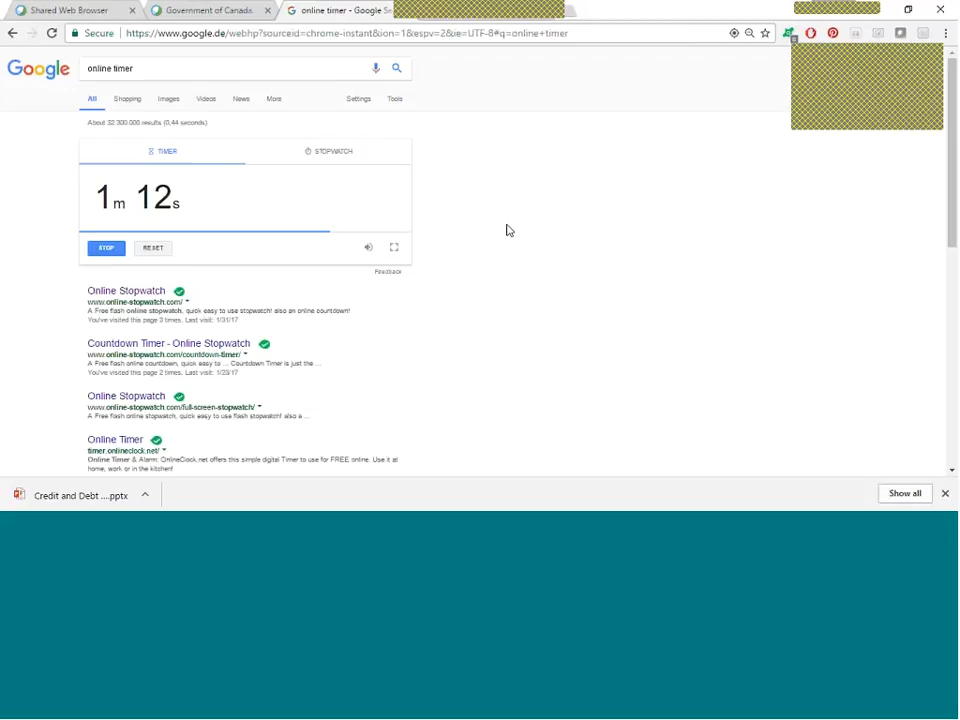 Shared Web Browser
Government of Canada
online timer - Google Se
Secure https://www.google.de/webhp?sourceid=chrome-instant&ion=1&espv=2&ie=UTF-8#q=online+timer
Google online timer
All Shopping Images Videos News More Settings Tools
About 32 300 000 results (0,44 seconds)
TIMER STOPWATCH
1m 12s
STOP RESET
Feedback
Online Stopwatch
www.online-stopwatch.com/
A Free flash online stopwatch, quick easy to use stopwatch! also an online countdown!
You've visited this page 3 times. Last visit: 1/31/17
Countdown Timer - Online Stopwatch
www.online-stopwatch.com/countdown-timer/
A Free flash online countdown, quick easy to ... Countdown Timer is just the ...
You've visited this page 2 times. Last visit: 1/23/17
Online Stopwatch
www.online-stopwatch.com/full-screen-stopwatch/
A Free flash online stopwatch, quick easy to use flash stopwatch! also a ...
Online Timer
timer.onlineclock.net/
Online Timer & Alarm: OnlineClock.net offers this simple digital Timer to use for FREE online. Use it at
home, work or in the kitchen!
Credit and Debt ....pptx
Show all